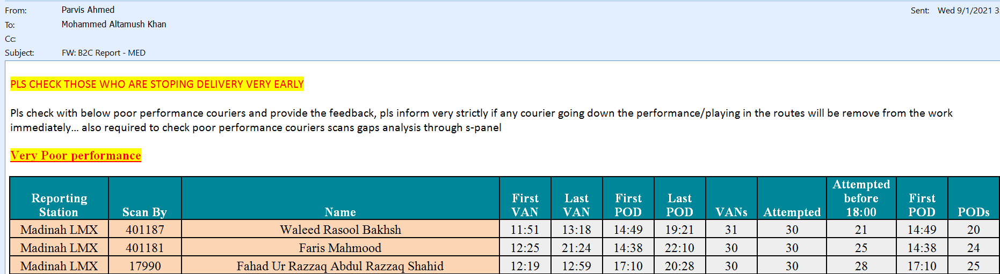 From: Parvis Ahmed Sent: Wed 9/1/2021 3
To: Mohammed Altamush Khan
Cc:
Subject: FW: B2C Report - MED
PLS CHECK THOSE WHO ARE STOPING DELIVERY VERY EARLY
Pls check with below poor performance couriers and provide the feedback, pls inform very strictly if any courier going down the performance/playing in the routes will be remove from the work
immediately... also required to check poor performance couriers scans gaps analysis through s-panel
Very Poor performance
Reporting Station Scan By Name First VAN Last VAN First POD Last POD VANs Attempted Attempted before 18:00 First POD PODs
Madinah LMX 401187 Waleed Rasool Bakhsh 11:51 13:18 14:49 19:21 31 30 21 14:49 20
Madinah LMX 401181 Faris Mahmood 12:25 21:24 14:38 22:10 30 30 25 14:38 24
Madinah LMX 17990 Fahad Ur Razzaq Abdul Razzaq Shahid 12:19 12:59 17:10 20:28 30 30 28 17:10 25